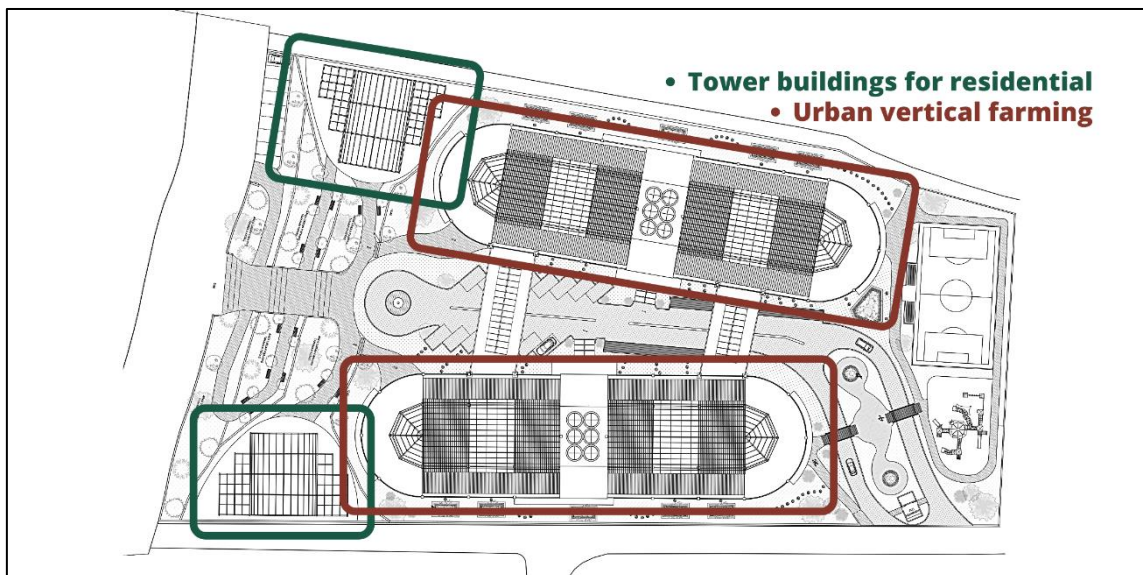 • Tower buildings for residential
• Urban vertical farming